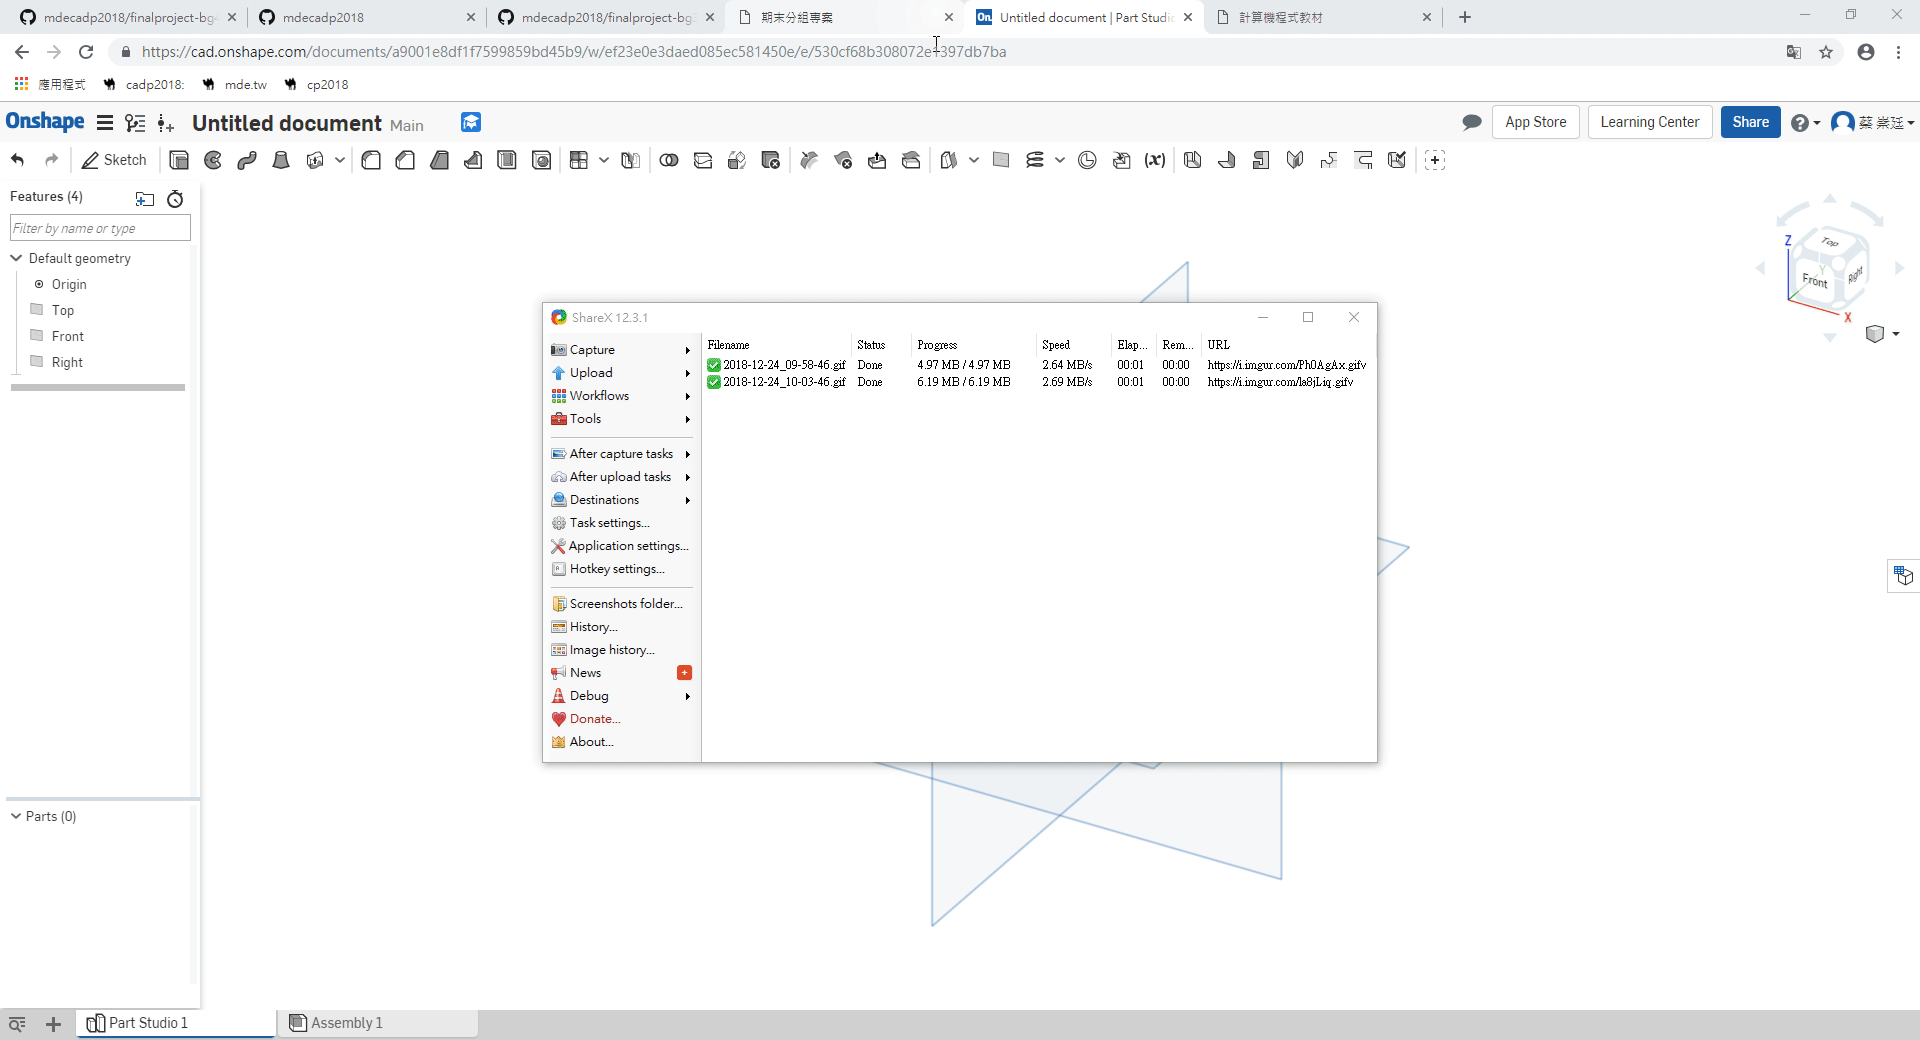 mdecadp2018/finalproject-bg4
mdecadp2018
mdecadp2018/finalproject-bg
期末分組專案
On. Untitled document | Part Studio
計算機程式教材
https://cad.onshape.com/documents/a9001e8df1f7599859bd45b9/w/ef23e0e3daed085ec581450e/e/530cf68b308072e1397db7ba
應用程式 cadp2018: mde.tw cp2018
Onshape Untitled document Main App Store Learning Center Share 蔡 崇廷
Sketch (x)
Features (4)
Filter by name or type
Default geometry
Origin
Top
Front
Right
Parts (0)
Z Top Y Front Right X
ShareX 12.3.1
Capture
Upload
Workflows
Tools
After capture tasks
After upload tasks
Destinations
Task settings...
Application settings...
Hotkey settings...
Screenshots folder...
History...
Image history...
News +
Debug
Donate...
About...
Filename Status Progress Speed Elap... Rem... URL
2018-12-24_09-58-46.gif Done 4.97 MB / 4.97 MB 2.64 MB/s 00:01 00:00 https://i.imgur.com/Ph0AgAx.gifv
2018-12-24_10-03-46.gif Done 6.19 MB / 6.19 MB 2.69 MB/s 00:01 00:00 https://i.imgur.com/la8jLiq.gifv
Part Studio 1 Assembly 1